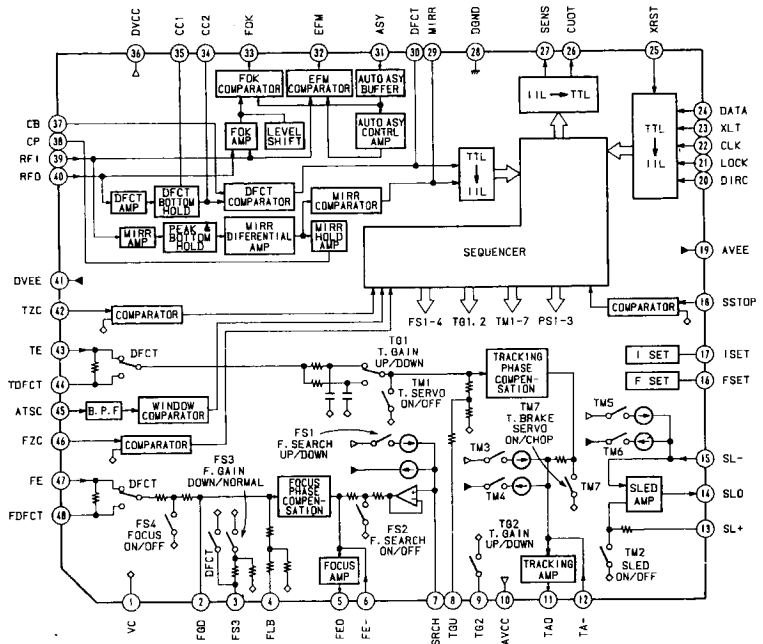 DVCC
CC1
CC2
FOK
EFM
ASY
DFCT
MIRR
DGND
SENS
CUOT
XRST
36
35
34
33
32
31
30
29
28
27
26
25
FOK
COMPARATOR
EFM
COMPARATOR
AUTO ASY
BUFFER
IIL → TTL
CB 37
CP 38
RFI 39
RFO 40
FOK
AMP
LEVEL
SHIFT
AUTO ASY
CONTRL
AMP
TTL
↓
IIL
TTL
↓
IIL
24 DATA
23 XLT
22 CLK
21 LOCK
20 DIRC
DFCT
AMP
DFCT
BOTTOM
HOLD
DFCT
COMPARATOR
MIRR
COMPARATOR
MIRR
AMP
PEAK &
BOTTOM
HOLD
MIRR
DIFERENTIAL
AMP
MIRR
HOLD
AMP
SEQUENCER
19 AVEE
DVEE 41
TZC 42
COMPARATOR
FS1-4
TG1.2
TM1-7
PS1-3
COMPARATOR
18 SSTOP
TE 43
DFCT
TDFCT 44
TG1
T. GAIN
UP/DOWN
TM1
T. SERVO
ON/OFF
TRACKING
PHASE
COMPEN-
SATION
I SET
17 ISET
F SET
16 FSET
ATSC 45
B.P.F
WINDOW
COMPARATOR
FZC 46
COMPARATOR
FS1
F. SEARCH
UP/DOWN
TM7
T. BRAKE
SERVO
ON/CHOP
TM3
TM4
TM7
TM5
TM6
15 SL-
FE 47
DFCT
FDFCT 48
FS3
F. GAIN
DOWN/NORMAL
FOCUS
PHASE
COMPEN-
SATION
FS4
FOCUS
ON/OFF
DFCT
FS2
F. SEARCH
ON/OFF
TG2
T. GAIN
UP/DOWN
SLED
AMP
14 SLO
13 SL+
TM2
SLED
ON/OFF
FOCUS
AMP
TRACKING
AMP
1
2
3
4
5
6
7
8
9
10
11
12
VC
FGD
FS3
FLB
FEO
FE-
SRCH
TGU
TG2
AVCC
TAO
TA-